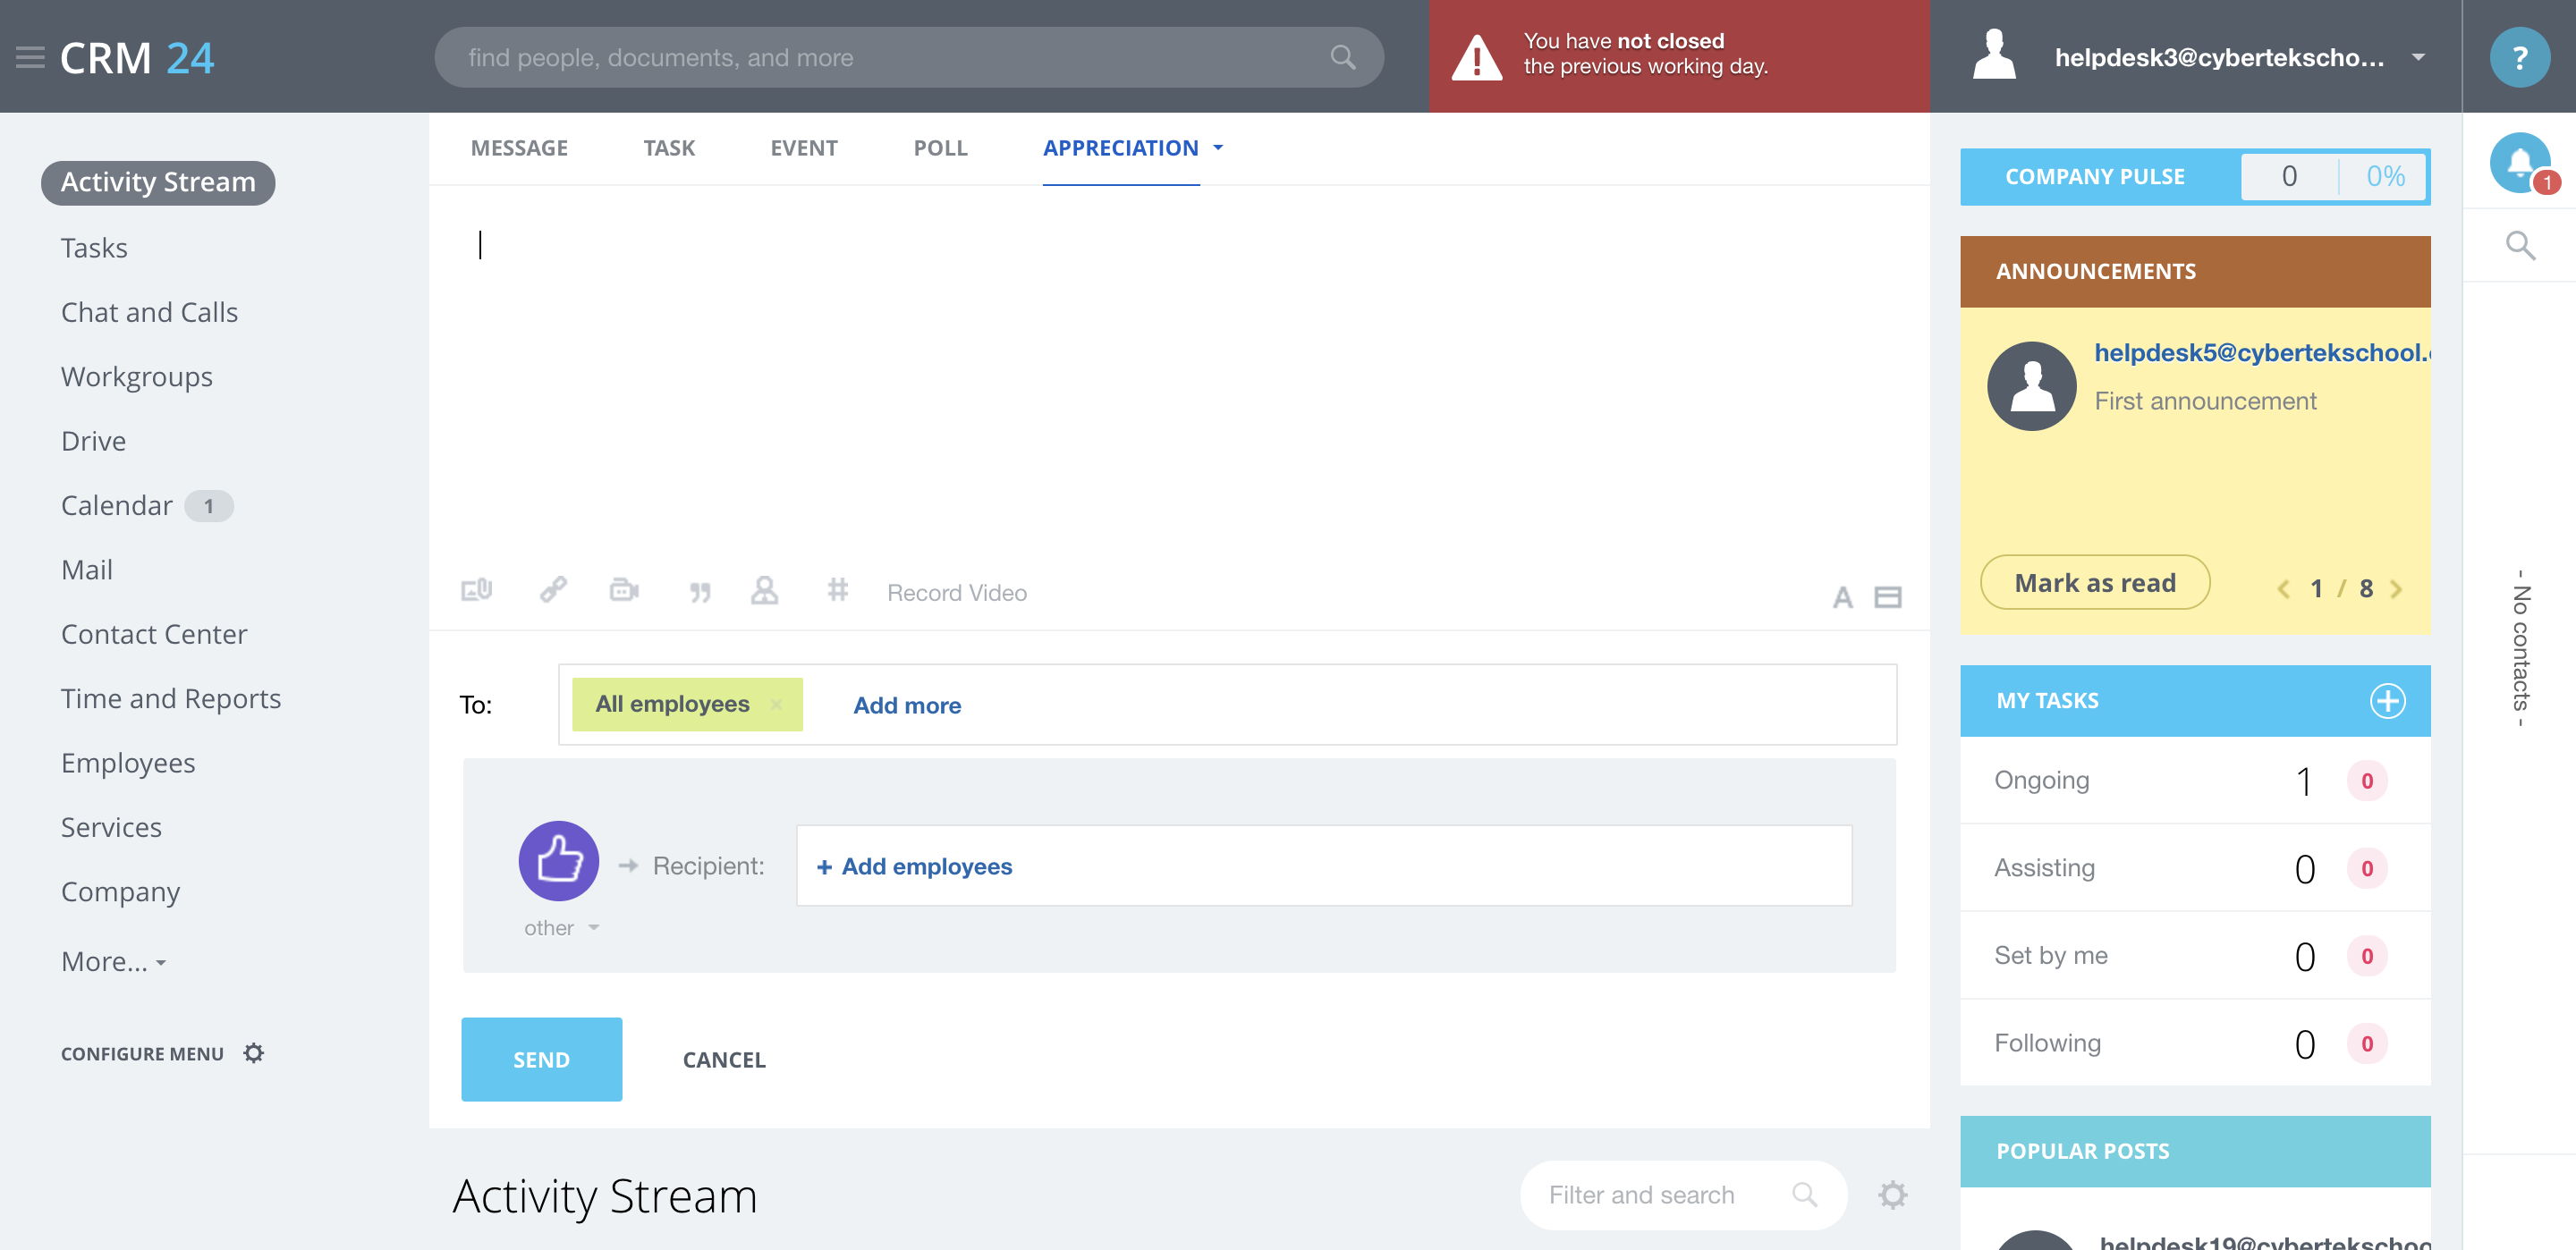 CRM 24
find people, documents, and more
You have not closed
the previous working day.
helpdesk3@cybertekscho...
?
Activity Stream
Tasks
Chat and Calls
Workgroups
Drive
Calendar 1
Mail
Contact Center
Time and Reports
Employees
Services
Company
More...
CONFIGURE MENU
MESSAGE TASK EVENT POLL APPRECIATION
Record Video
A
To: All employees × Add more
Recipient: + Add employees
other
SEND CANCEL
Activity Stream
Filter and search
COMPANY PULSE 0 0%
ANNOUNCEMENTS
helpdesk5@cybertekschool.
First announcement
Mark as read 1 / 8
MY TASKS
Ongoing 1 0
Assisting 0 0
Set by me 0 0
Following 0 0
POPULAR POSTS
helpdesk19@cybertekschoo
1
- No contacts -